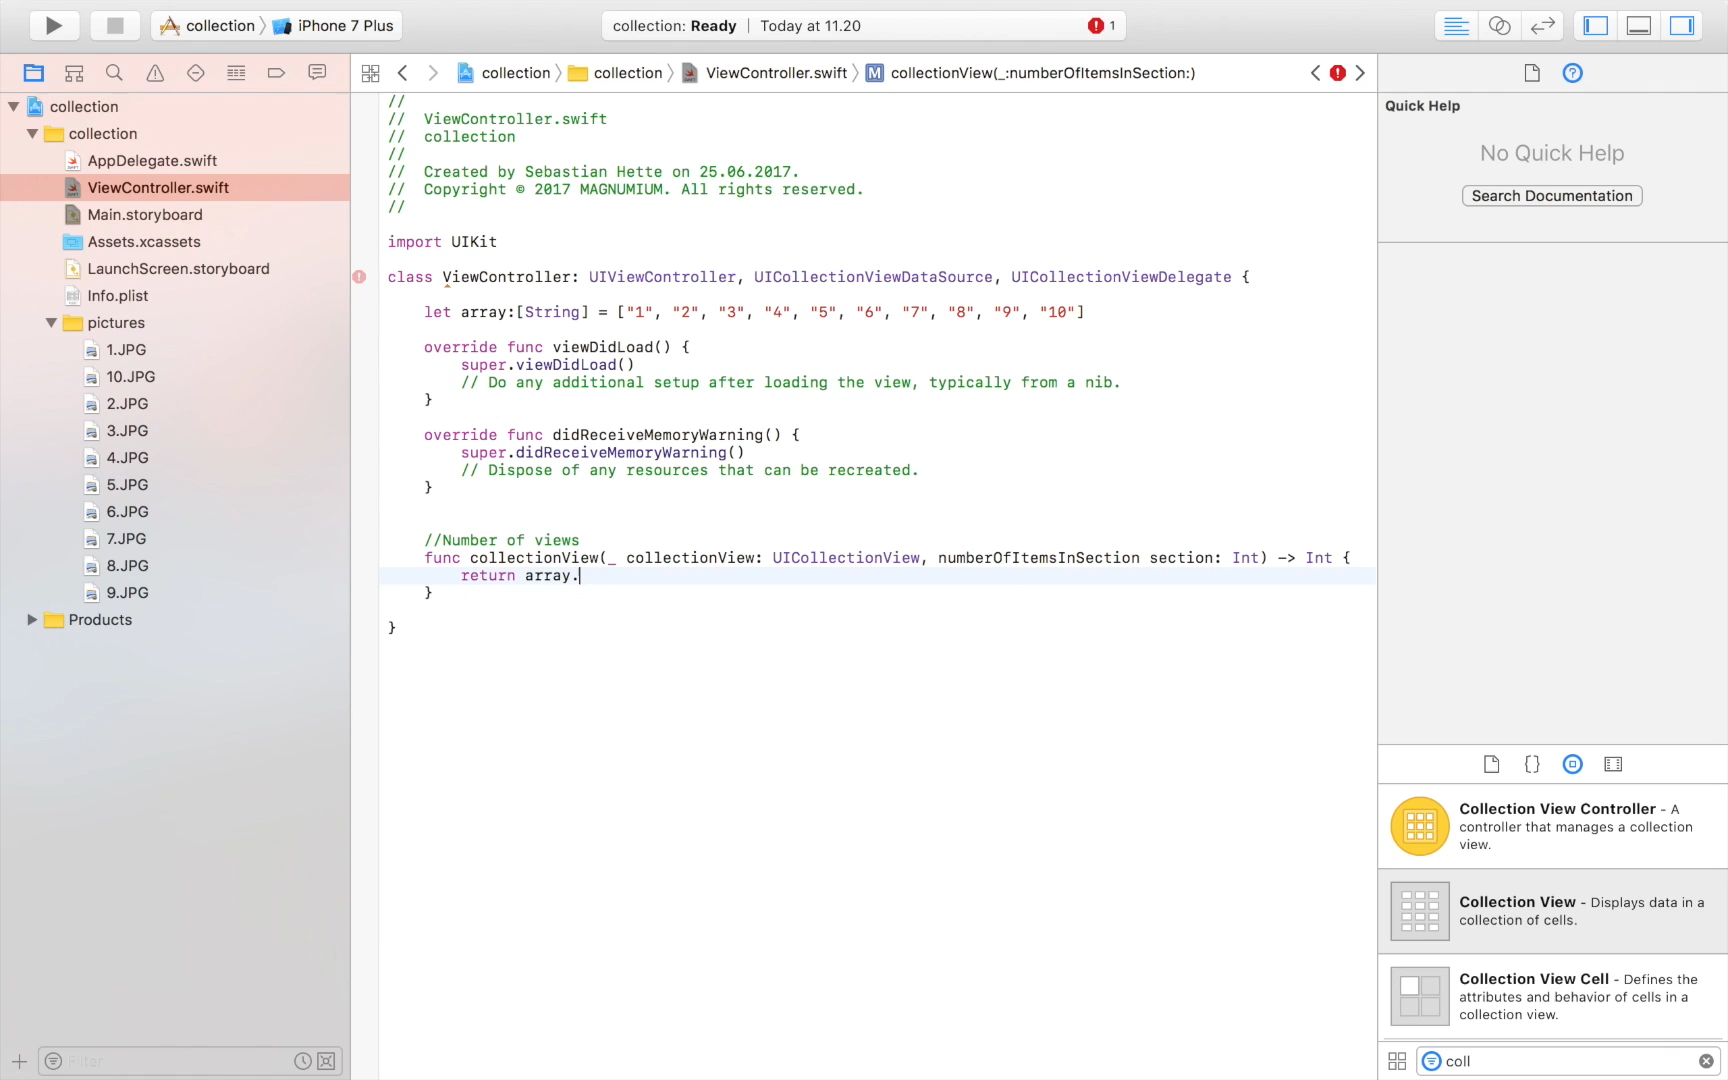 collection
iPhone 7 Plus
collection: Ready
Today at 11.20
1
collection
collection
ViewController.swift
M
collectionView(_:numberOfItemsInSection:)
collection
collection
AppDelegate.swift
ViewController.swift
Main.storyboard
Assets.xcassets
LaunchScreen.storyboard
Info.plist
pictures
1.JPG
10.JPG
2.JPG
3.JPG
4.JPG
5.JPG
6.JPG
7.JPG
8.JPG
9.JPG
Products
Filter
//
//  ViewController.swift
//  collection
//
//  Created by Sebastian Hette on 25.06.2017.
//  Copyright © 2017 MAGNUMIUM. All rights reserved.
//
import UIKit
class ViewController: UIViewController, UICollectionViewDataSource, UICollectionViewDelegate {
let array:[String] = ["1", "2", "3", "4", "5", "6", "7", "8", "9", "10"]
override func viewDidLoad() {
super.viewDidLoad()
// Do any additional setup after loading the view, typically from a nib.
}
override func didReceiveMemoryWarning() {
super.didReceiveMemoryWarning()
// Dispose of any resources that can be recreated.
}
//Number of views
func collectionView(_ collectionView: UICollectionView, numberOfItemsInSection section: Int) -> Int {
return array.
}
}
Quick Help
No Quick Help
Search Documentation
{}
Collection View Controller - A
controller that manages a collection
view.
Collection View - Displays data in a
collection of cells.
Collection View Cell - Defines the
attributes and behavior of cells in a
collection view.
coll